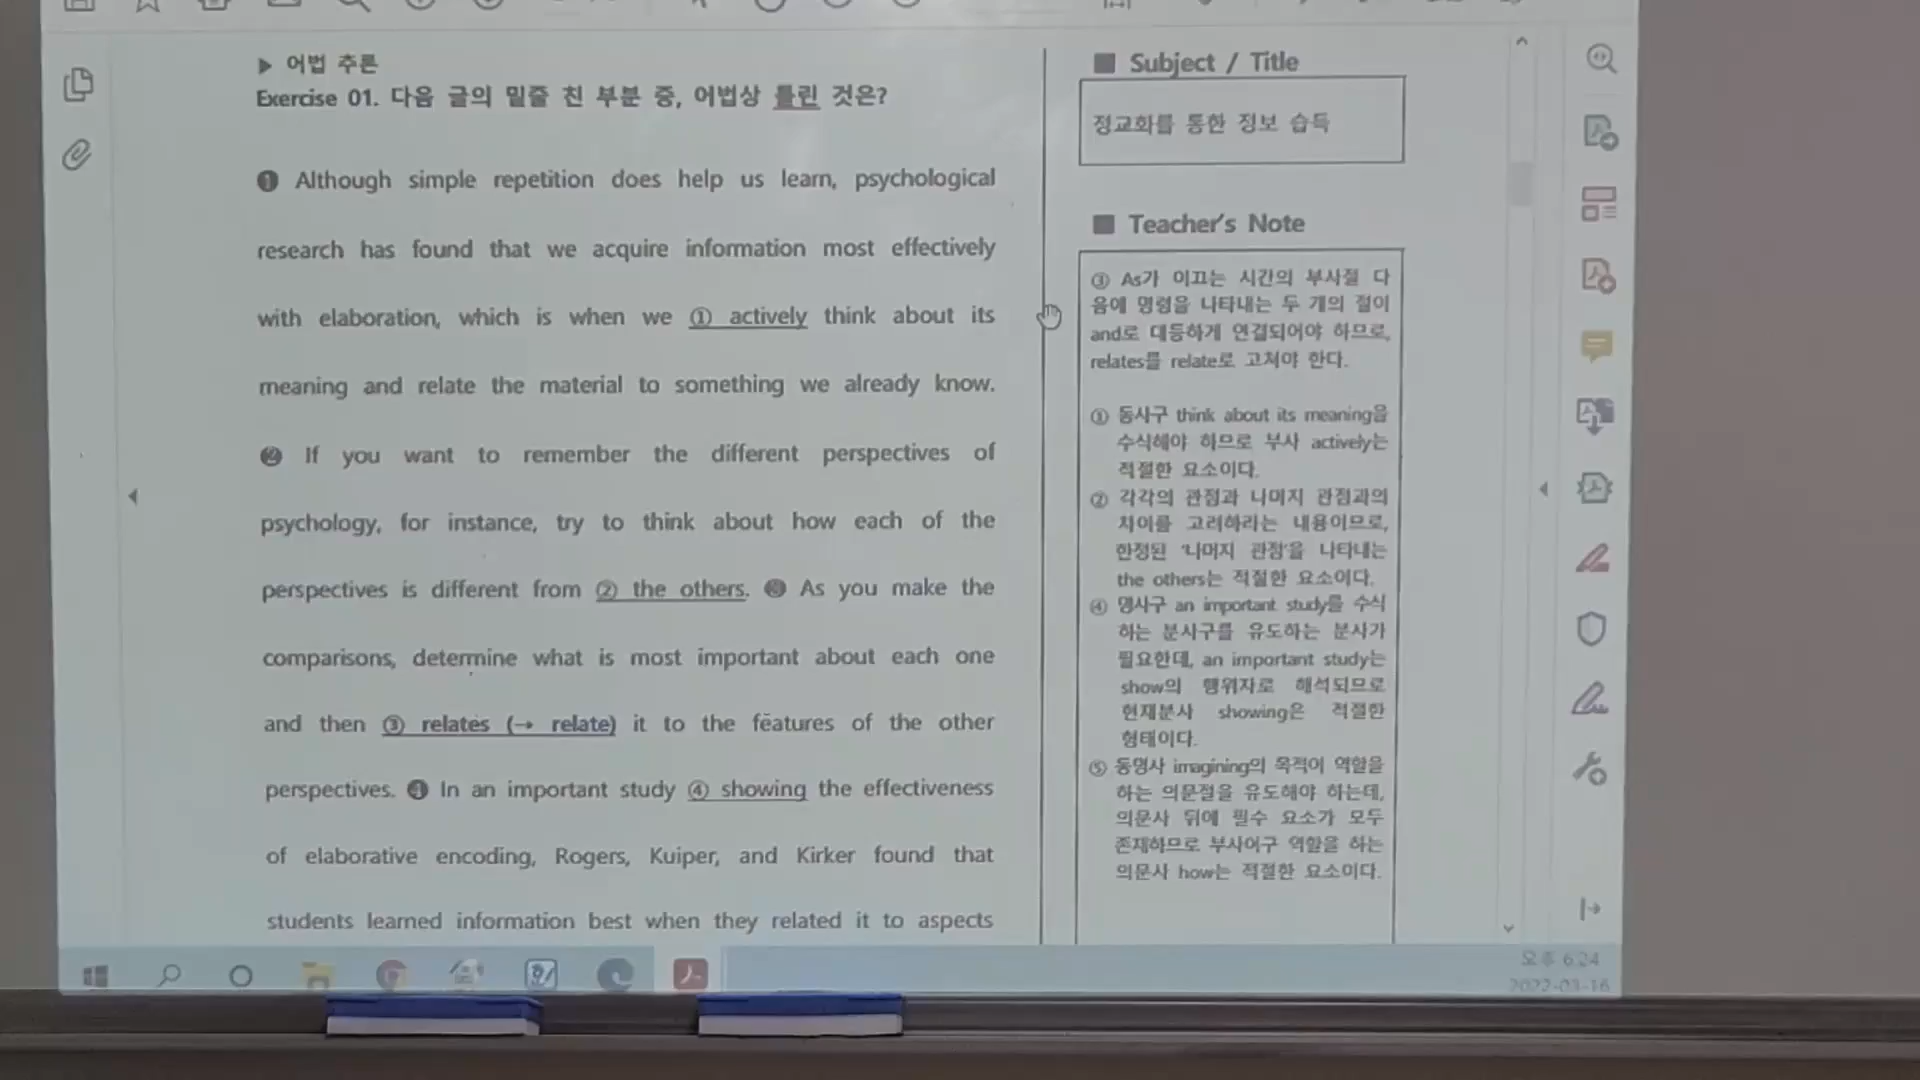 ▶ 어법 추론
Exercise 01. 다음 글의 밑줄 친 부분 중, 어법상 틀린 것은?
❶ Although simple repetition does help us learn, psychological
research has found that we acquire information most effectively
with elaboration, which is when we ① actively think about its
meaning and relate the material to something we already know.
❷ If you want to remember the different perspectives of
psychology, for instance, try to think about how each of the
perspectives is different from ② the others. ❸ As you make the
comparisons, determine what is most important about each one
and then ③ relates (→ relate) it to the features of the other
perspectives. ❹ In an important study ④ showing the effectiveness
of elaborative encoding, Rogers, Kuiper, and Kirker found that
students learned information best when they related it to aspects
■ Subject / Title
정교화를 통한 정보 습득
■ Teacher's Note
③ As가 이끄는 시간의 부사절 다
음에 명령을 나타내는 두 개의 절이
and로 대등하게 연결되어야 하므로,
relates를 relate로 고쳐야 한다.
① 동사구 think about its meaning을
수식해야 하므로 부사 actively는
적절한 요소이다.
② 각각의 관점과 나머지 관점과의
차이를 고려하라는 내용이므로,
한정된 '나머지 관점'을 나타내는
the others는 적절한 요소이다.
④ 명사구 an important study를 수식
하는 분사구를 유도하는 분사가
필요한데, an important study는
show의 행위자로 해석되므로
현재분사 showing은 적절한
형태이다.
⑤ 동명사 imagining의 목적어 역할을
하는 의문절을 유도해야 하는데,
의문사 뒤에 필수 요소가 모두
존재하므로 부사어구 역할을 하는
의문사 how는 적절한 요소이다.
오후 6:24
2022-03-16